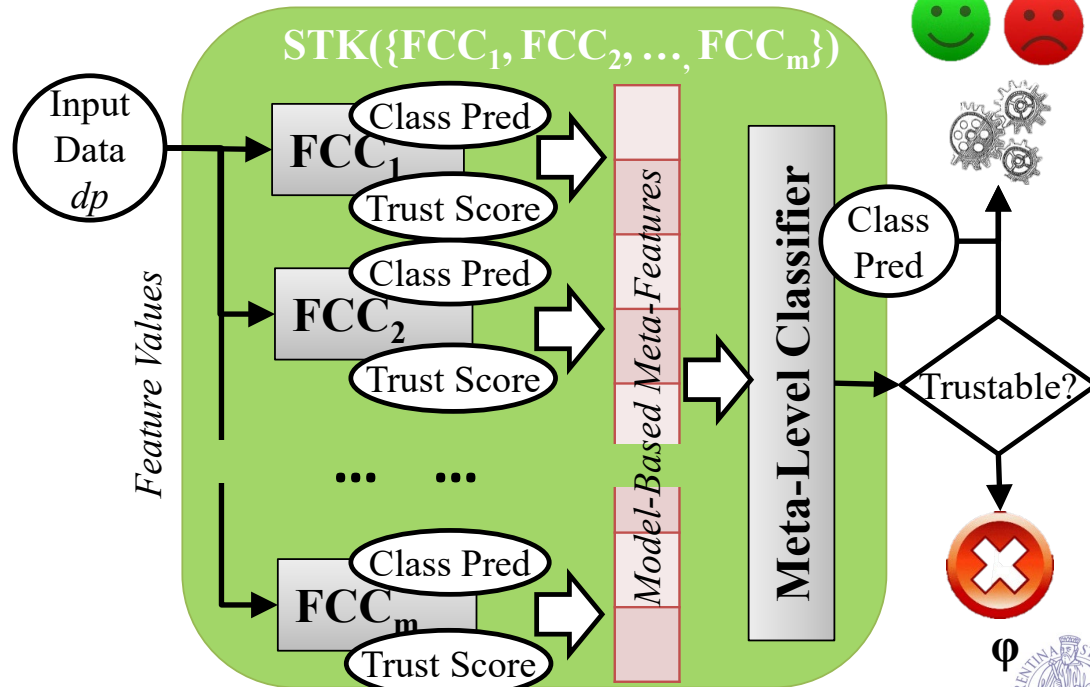 STK({FCC₁, FCC₂, …, FCCₘ})
Input
Data
dp
Feature Values
FCC₁
Class Pred
Trust Score
FCC₂
Class Pred
Trust Score
... ...
FCCₘ
Class Pred
Trust Score
Model-Based Meta-Features
Meta-Level Classifier
Class
Pred
Trustable?
φ